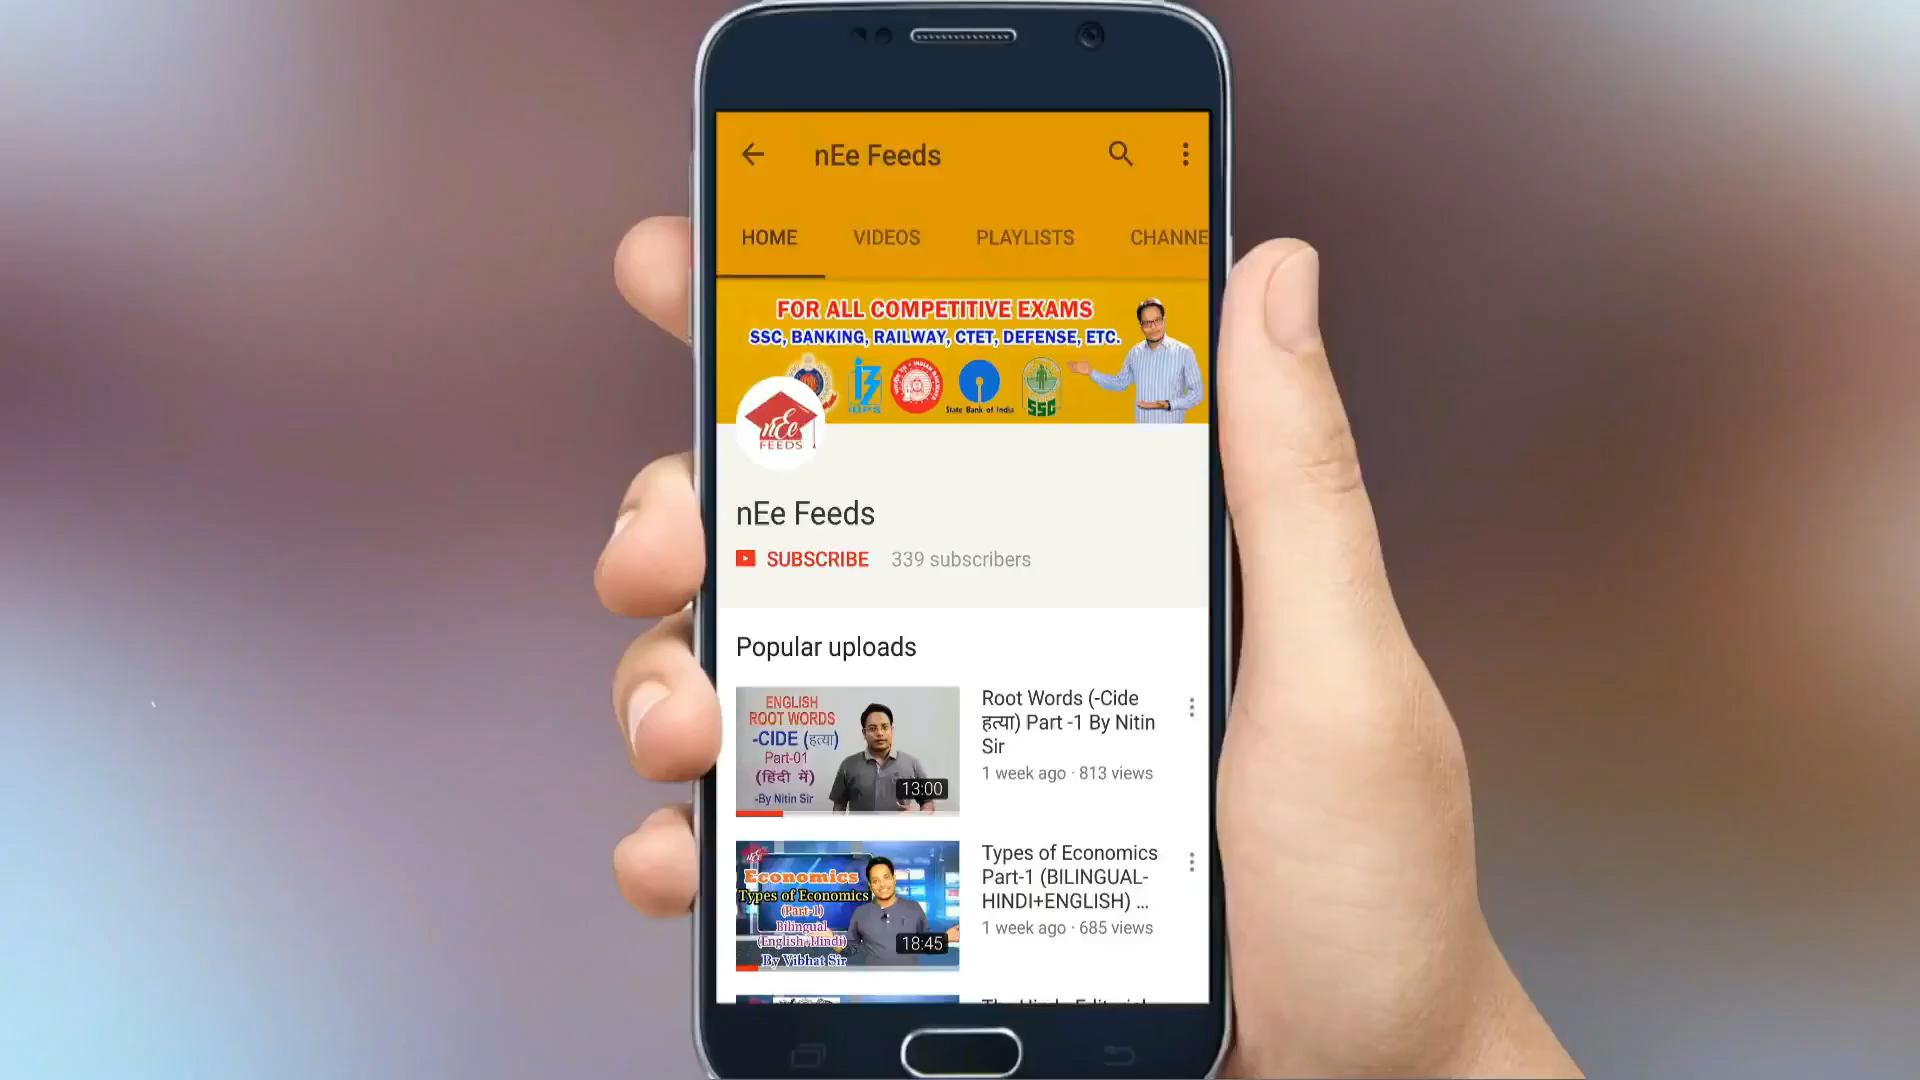 nEe Feeds
HOME VIDEOS PLAYLISTS CHANNE
FOR ALL COMPETITIVE EXAMS
SSC, BANKING, RAILWAY, CTET, DEFENSE, ETC.
IBPS
State Bank of India
SSC
nEe
FEEDS
nEe Feeds
SUBSCRIBE 339 subscribers
Popular uploads
ENGLISH
ROOT WORDS
-CIDE (हत्या)
Part-01
(हिंदी में)
-By Nitin Sir
13:00
Root Words (-Cide
हत्या) Part -1 By Nitin
Sir
1 week ago · 813 views
nEe
Economics
Types of Economics
(Part-1)
Bilingual
(English+Hindi)
By Vibhat Sir
18:45
Types of Economics
Part-1 (BILINGUAL-
HINDI+ENGLISH) ...
1 week ago · 685 views